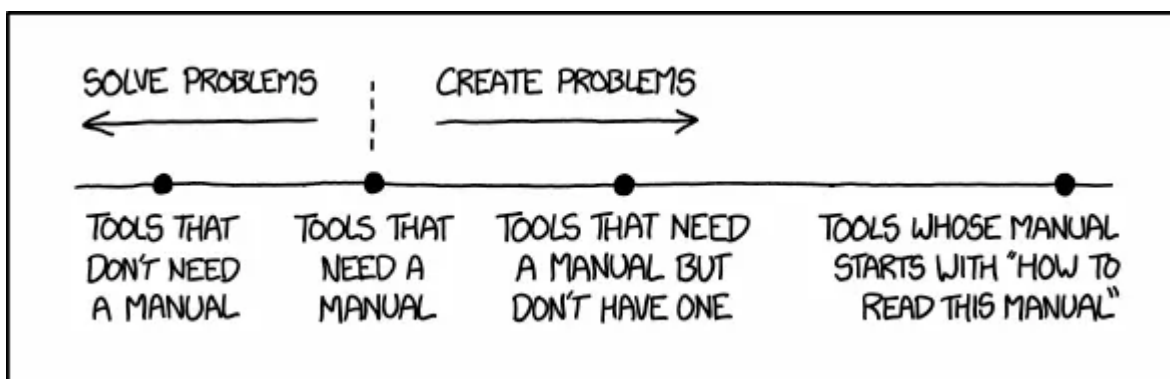 SOLVE PROBLEMS
CREATE PROBLEMS
TOOLS THAT
DON'T NEED
A MANUAL
TOOLS THAT
NEED A
MANUAL
TOOLS THAT NEED
A MANUAL BUT
DON'T HAVE ONE
TOOLS WHOSE MANUAL
STARTS WITH "HOW TO
READ THIS MANUAL"